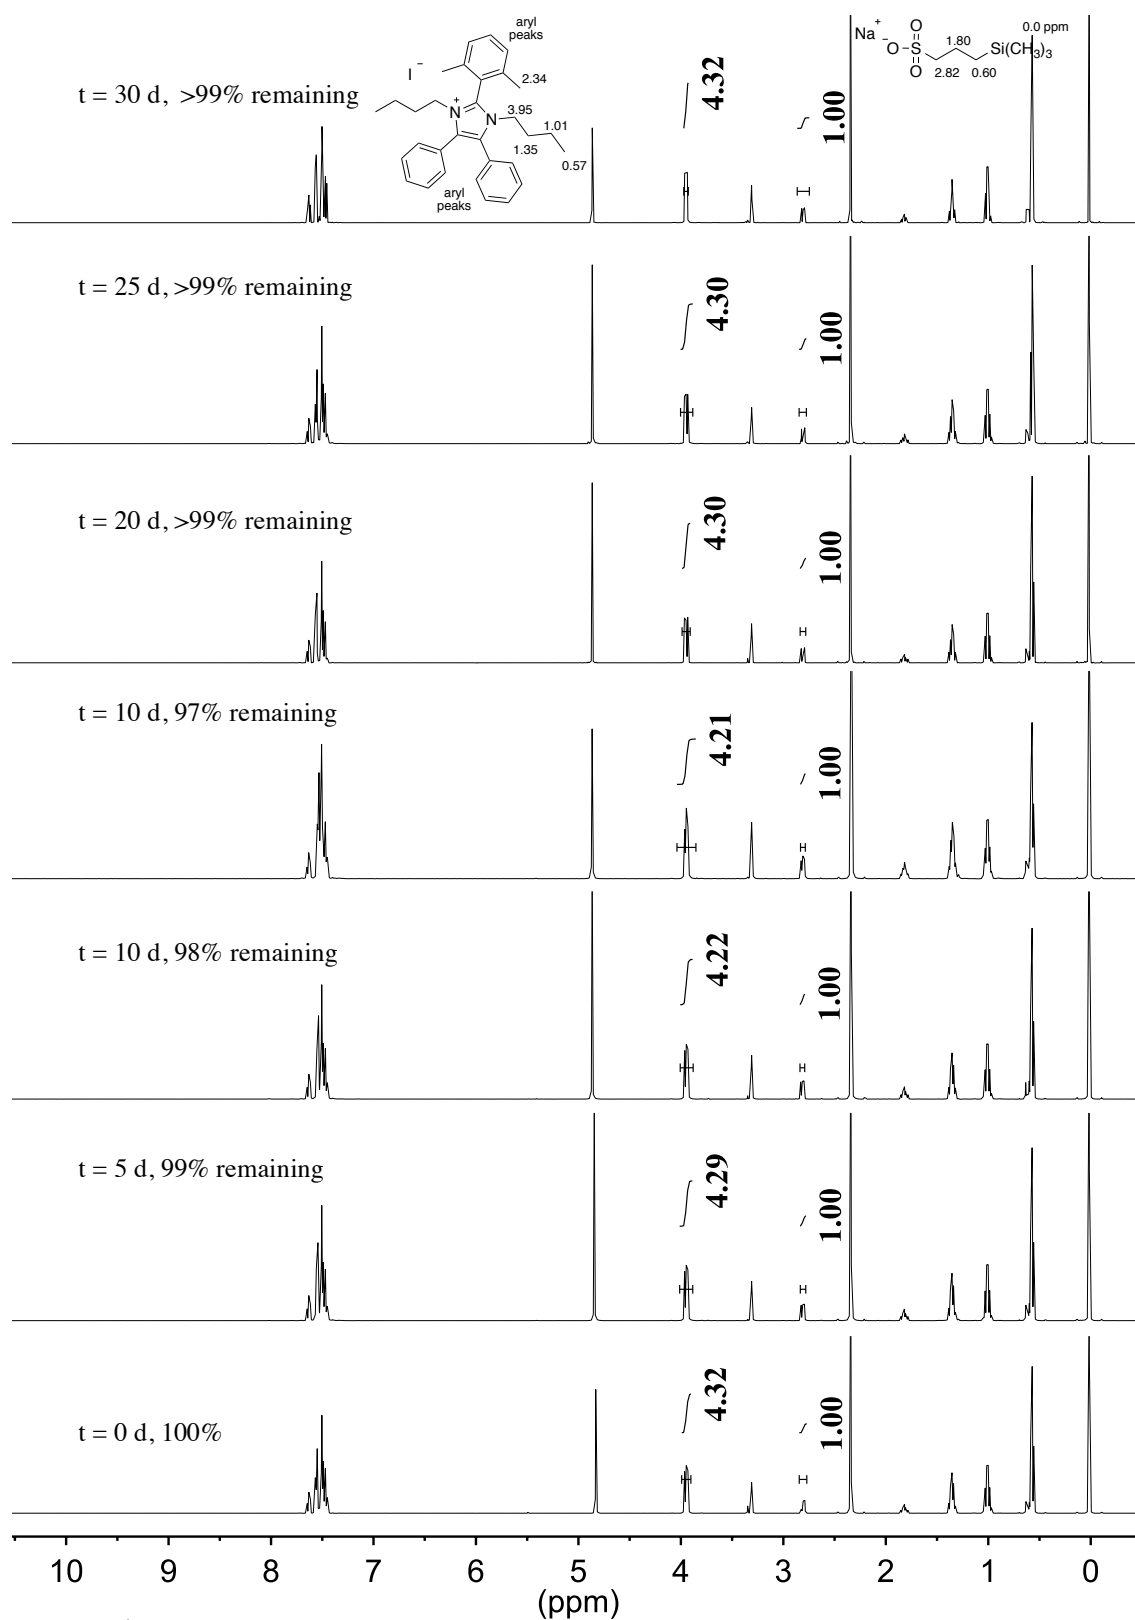 aryl
peaks
2.34
I⁻
N⁺
N
3.95
1.01
1.35
0.57
aryl
peaks
Na⁺
⁻O
S
O
O
1.80
2.82
0.60
Si(CH₃)₃
0.0 ppm
t = 30 d, >99% remaining
4.32
1.00
t = 25 d, >99% remaining
4.30
1.00
t = 20 d, >99% remaining
4.30
1.00
t = 10 d, 97% remaining
4.21
1.00
t = 10 d, 98% remaining
4.22
1.00
t = 5 d, 99% remaining
4.29
1.00
t = 0 d, 100%
4.32
1.00
10 9 8 7 6 5 4 3 2 1 0
(ppm)